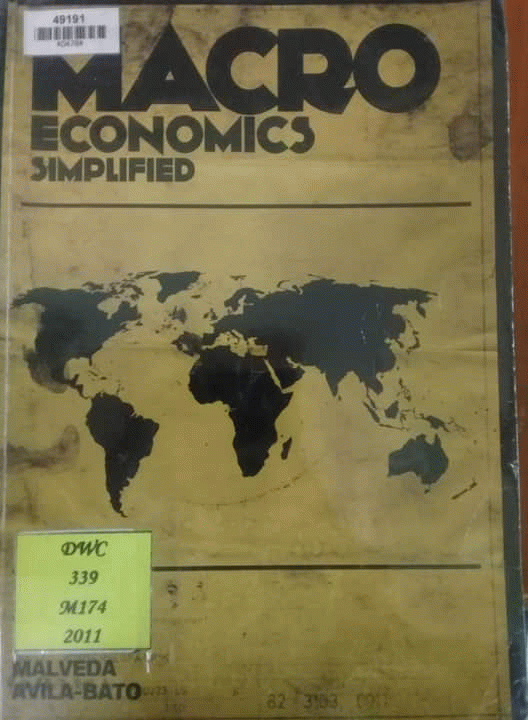 49191
MACRO
ECONOMICS
SIMPLIFIED
DWC
339
M174
2011
MALVEDA
AVILA-BATO